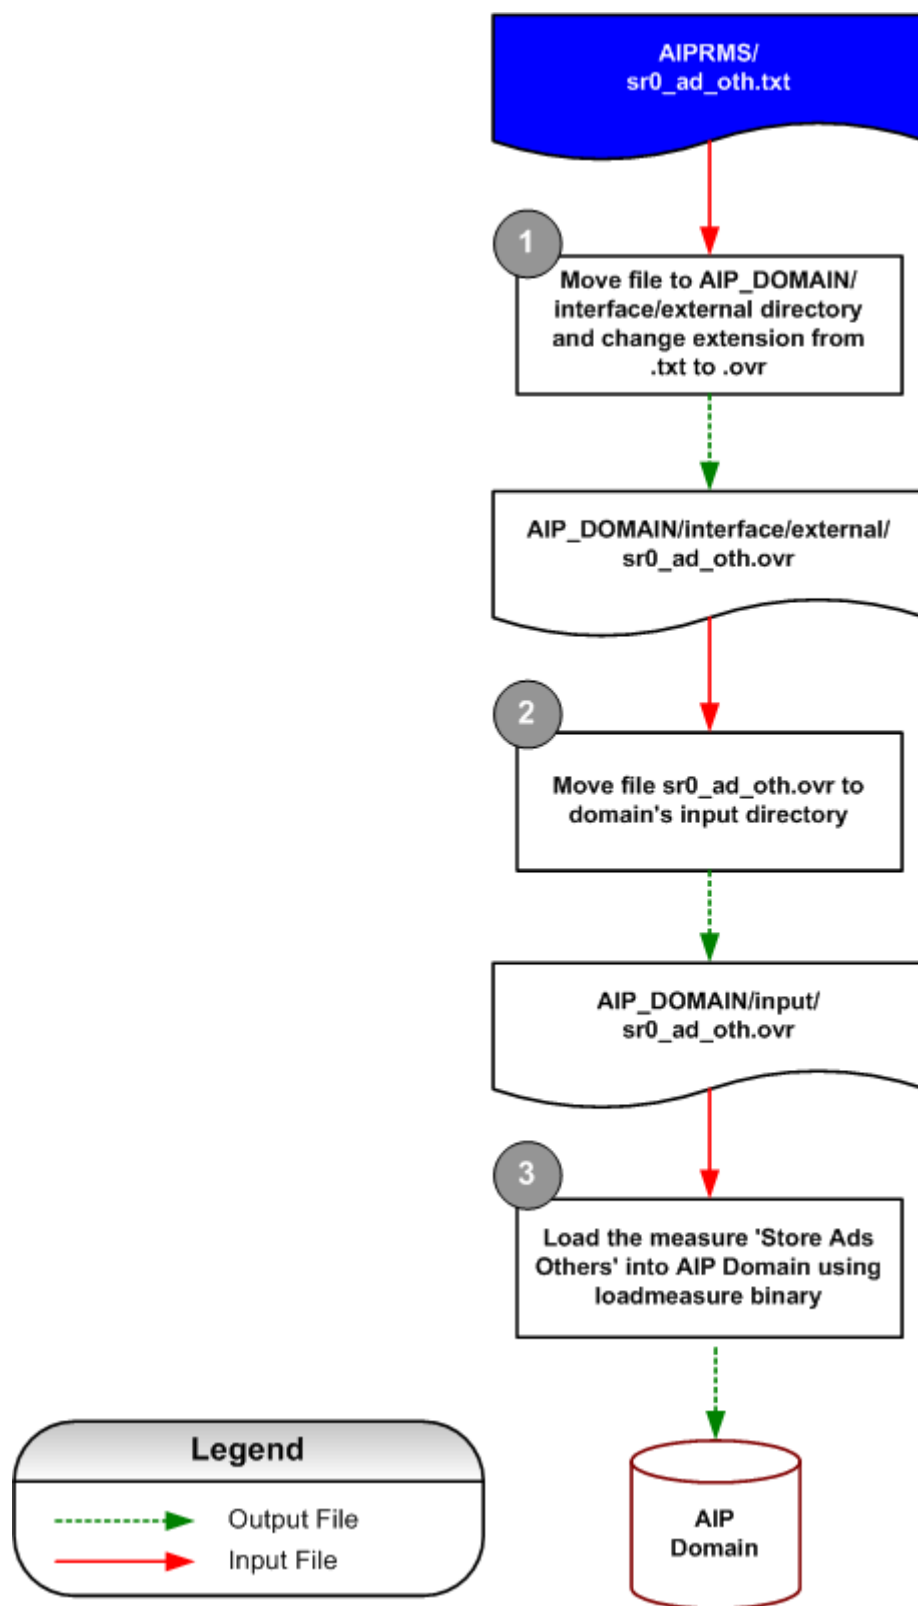 AIPRMS/
sr0_ad_oth.txt
1
Move file to AIP_DOMAIN/
interface/external directory
and change extension from
.txt to .ovr
AIP_DOMAIN/interface/external/
sr0_ad_oth.ovr
2
Move file sr0_ad_oth.ovr to
domain's input directory
AIP_DOMAIN/input/
sr0_ad_oth.ovr
3
Load the measure 'Store Ads
Others' into AIP Domain using
loadmeasure binary
AIP
Domain
Legend
Output File
Input File